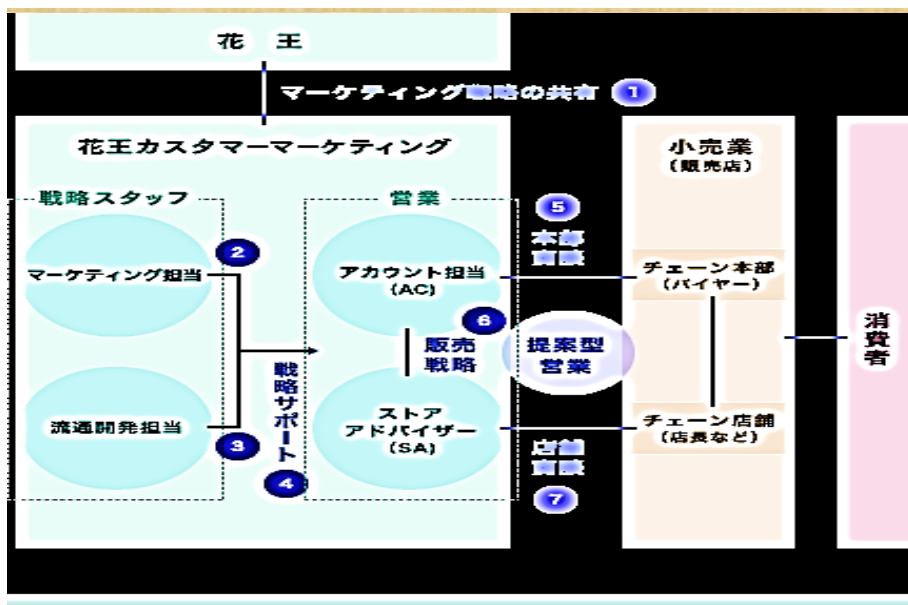 花 王
マーケティング戦略の共有 1
花王カスタマーマーケティング
戦略スタッフ
営業
2
マーケティング担当
流通開発担当
3
戦略サポート
4
アカウント担当
(AC)
6
販売
戦略
ストア
アドバイザー
(SA)
5
本部
提案型
営業
店舗
7
小売業
(販売店)
チェーン本部
(バイヤー)
チェーン店舗
(店長など)
消費者